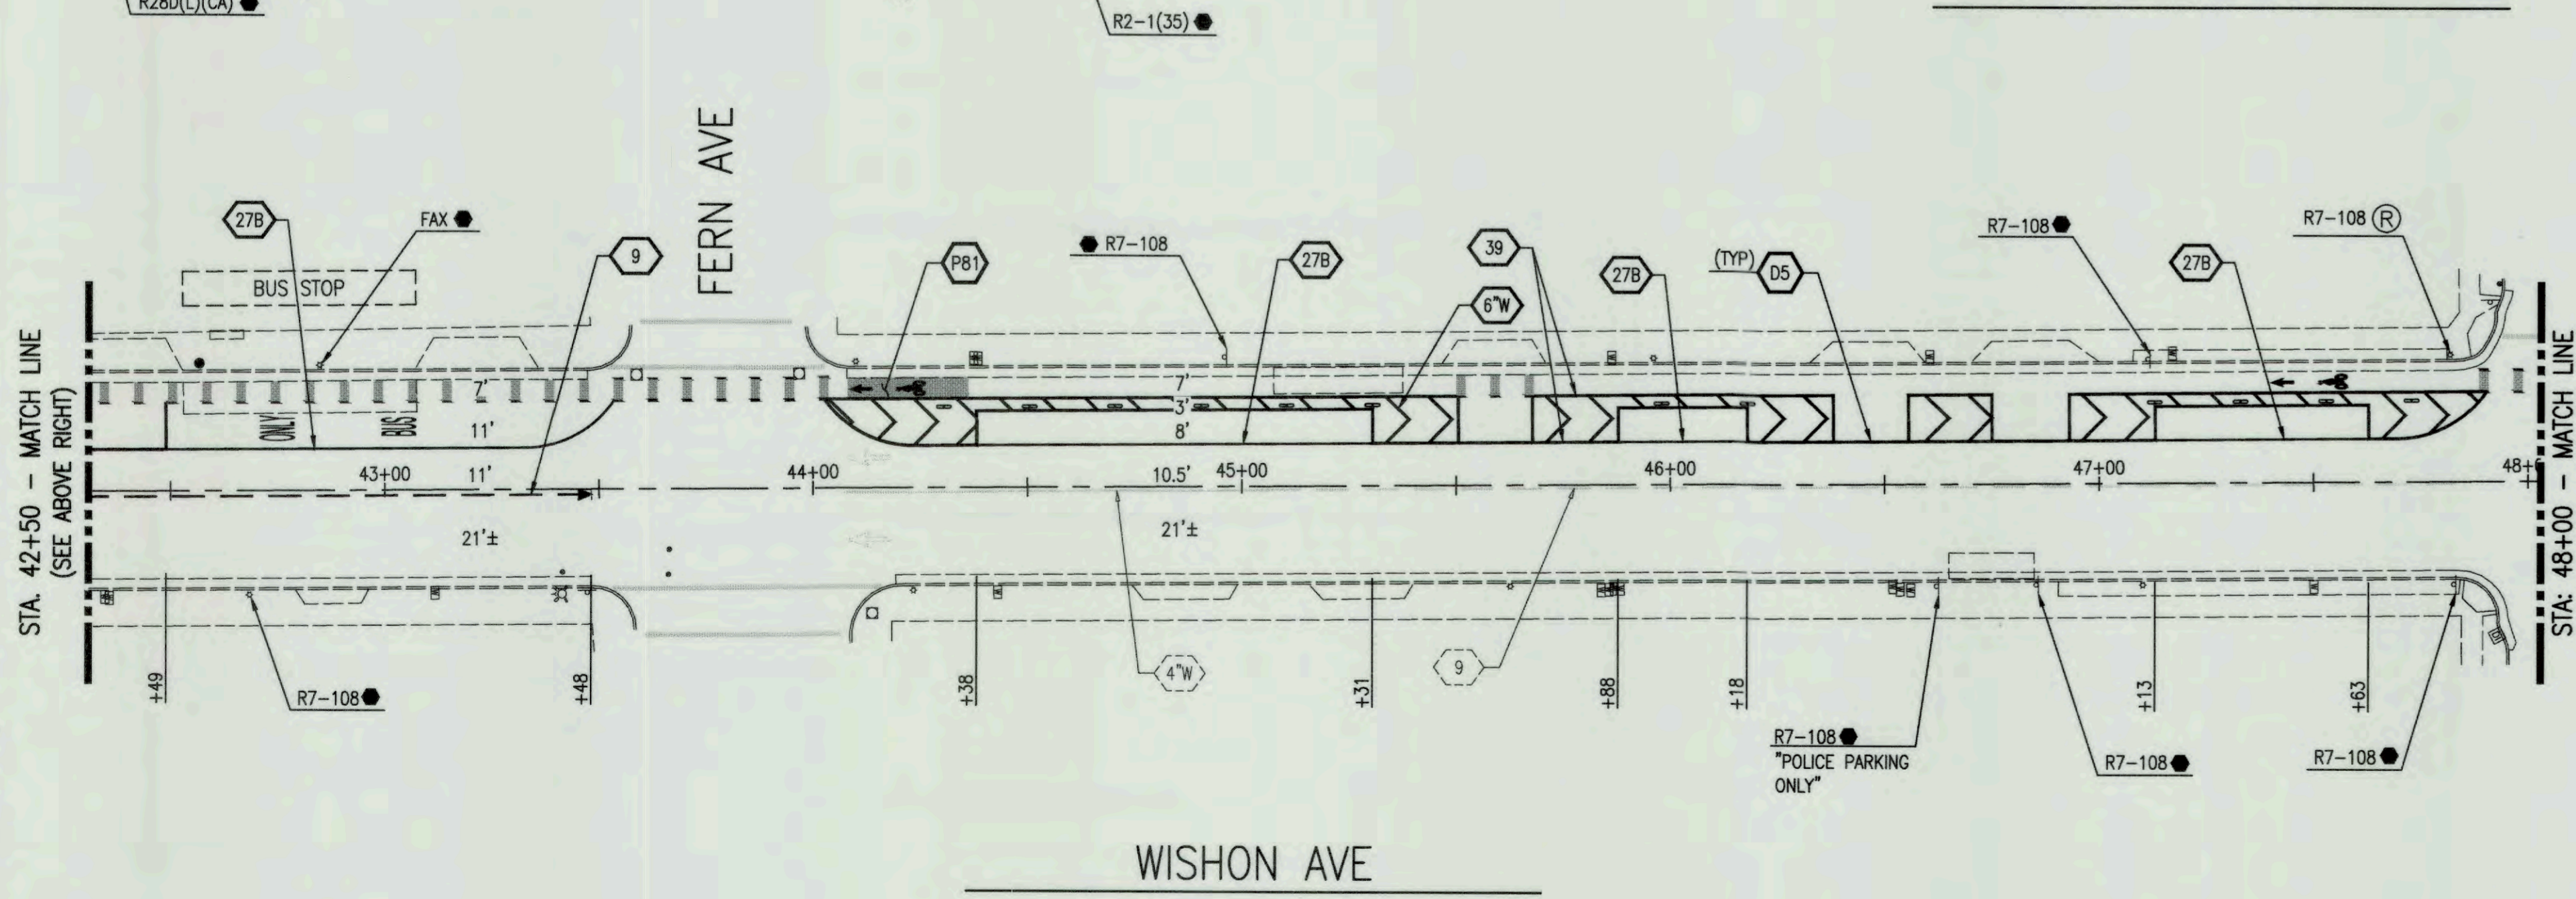 R28D(L)(CA)
R2-1(35)
FERN AVE
27B
FAX
9
P81
R7-108
27B
39
6"W
27B
(TYP) D5
R7-108
27B
R7-108 R
BUS STOP
STA. 42+50 - MATCH LINE
(SEE ABOVE RIGHT)
7'
ONLY
BUS
11'
7'
3'
8'
43+00
11'
44+00
10.5'
45+00
46+00
47+00
21'±
21'±
STA: 48+00 - MATCH LINE
+49
R7-108
+48
+38
4"W
+31
9
+88
+18
R7-108
"POLICE PARKING
ONLY"
R7-108
+13
+63
R7-108
WISHON AVE